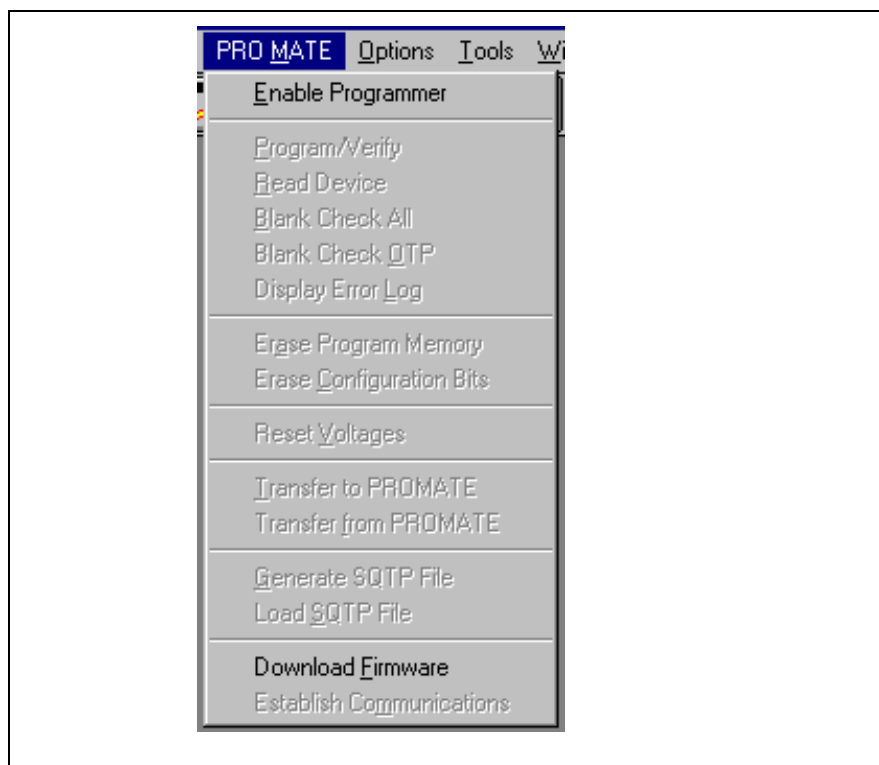 PRO MATE Options Tools Wi
Enable Programmer
Program/Verify
Read Device
Blank Check All
Blank Check OTP
Display Error Log
Erase Program Memory
Erase Configuration Bits
Reset Voltages
Transfer to PROMATE
Transfer from PROMATE
Generate SQTP File
Load SQTP File
Download Firmware
Establish Communications